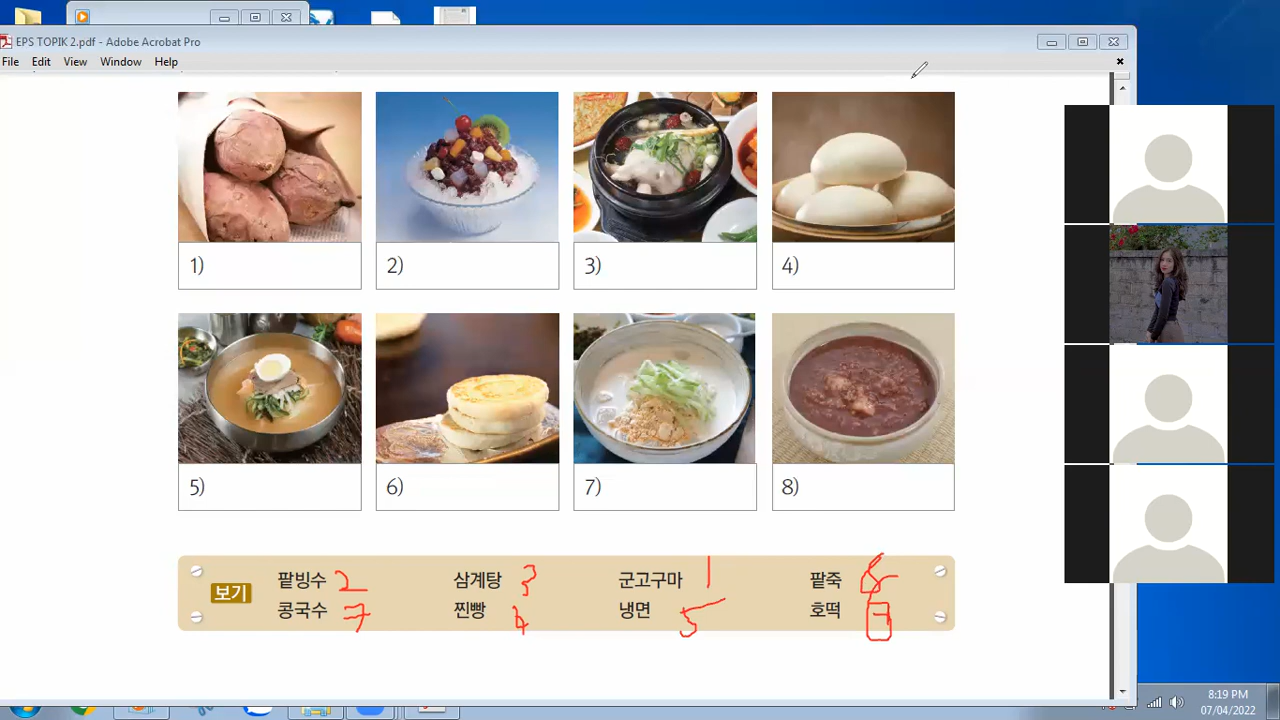 EPS TOPIK 2.pdf - Adobe Acrobat Pro
File Edit View Window Help
1) 2) 3) 4)
5) 6) 7) 8)
보기
팥빙수 2 삼계탕 3 군고구마 1 팥죽 8
콩국수 7 찐빵 4 냉면 5 호떡
8:19 PM
07/04/2022